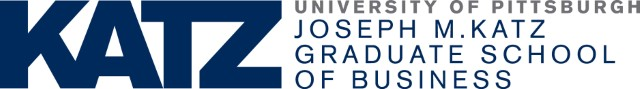 KATZ
UNIVERSITY OF PITTSBURGH
JOSEPH M.KATZ
GRADUATE SCHOOL
OF BUSINESS